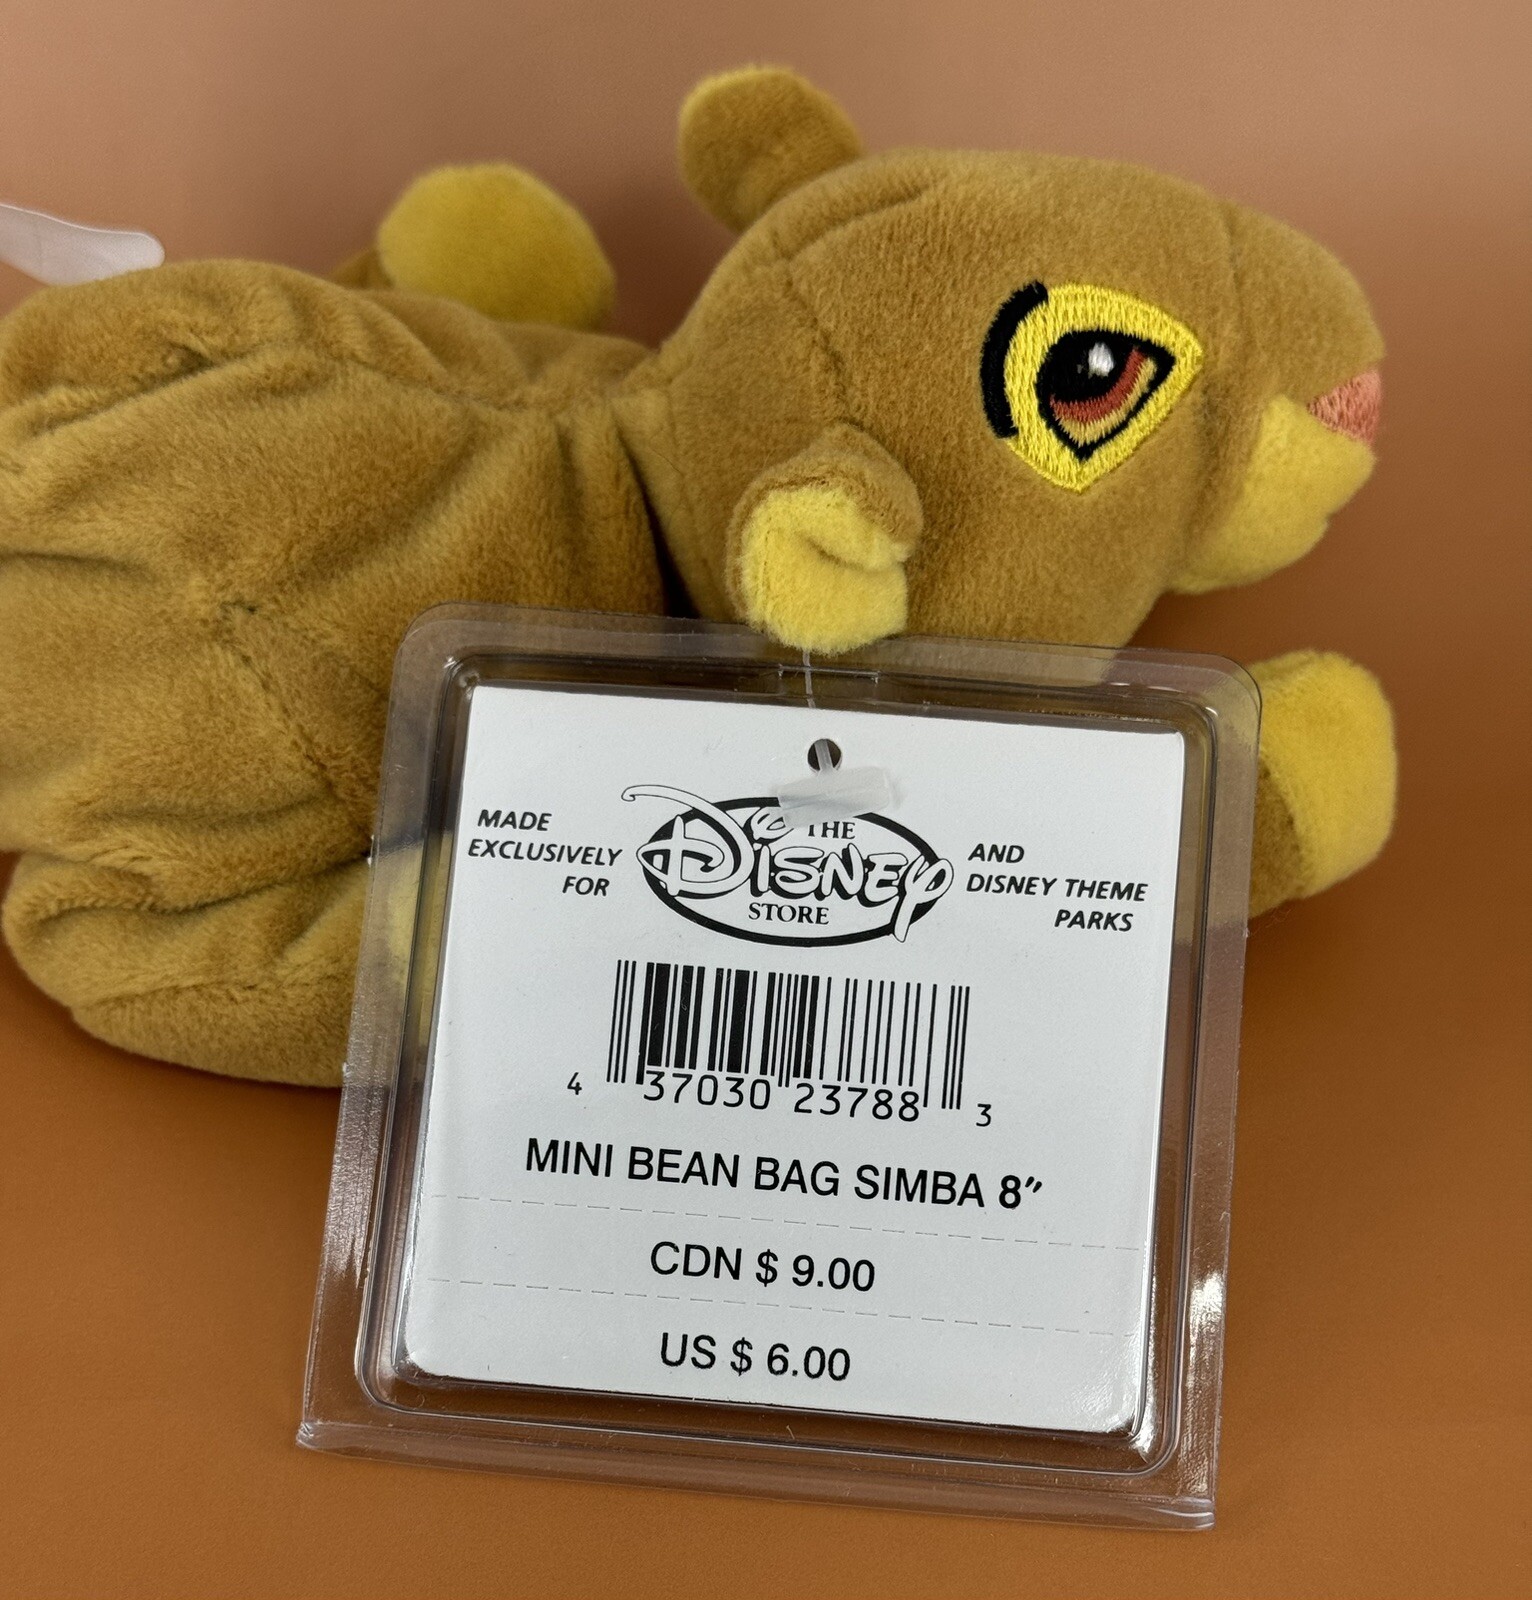 MADE
EXCLUSIVELY
FOR
THE
DISNEY
STORE
AND
DISNEY THEME
PARKS
4 37030 23788 3
MINI BEAN BAG SIMBA 8”
CDN $ 9.00
US $ 6.00